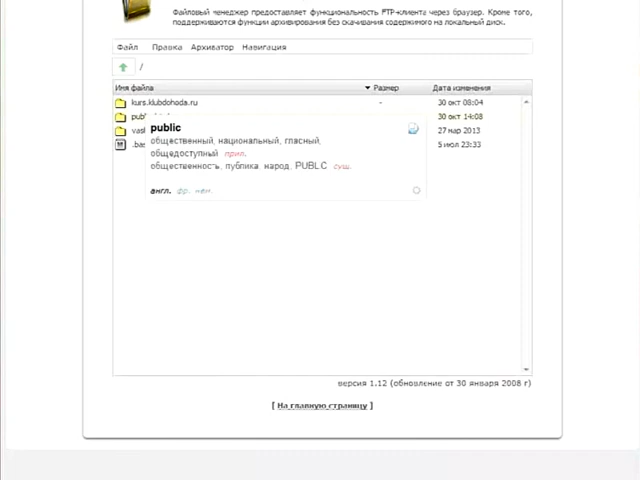 Файловый менеджер предоставляет функциональность FTP-клиента через браузер. Кроме того,
поддерживаются функции архивирования без скачивания содержимого на локальный диск.
Файл Правка Архиватор Навигация
/
Имя файла Размер Дата изменения
kurs.klubdohoda.ru - 30 окт 08:04
30 окт 14:08
27 мар 2013
5 июл 23:33
public
общественный, национальный, гласный,
общедоступный прил.
общественность, публика, народ, PUBLIC сущ.
англ. фр. нем.
версия 1.12 (обновление от 30 января 2008 г)
[ На главную страницу ]